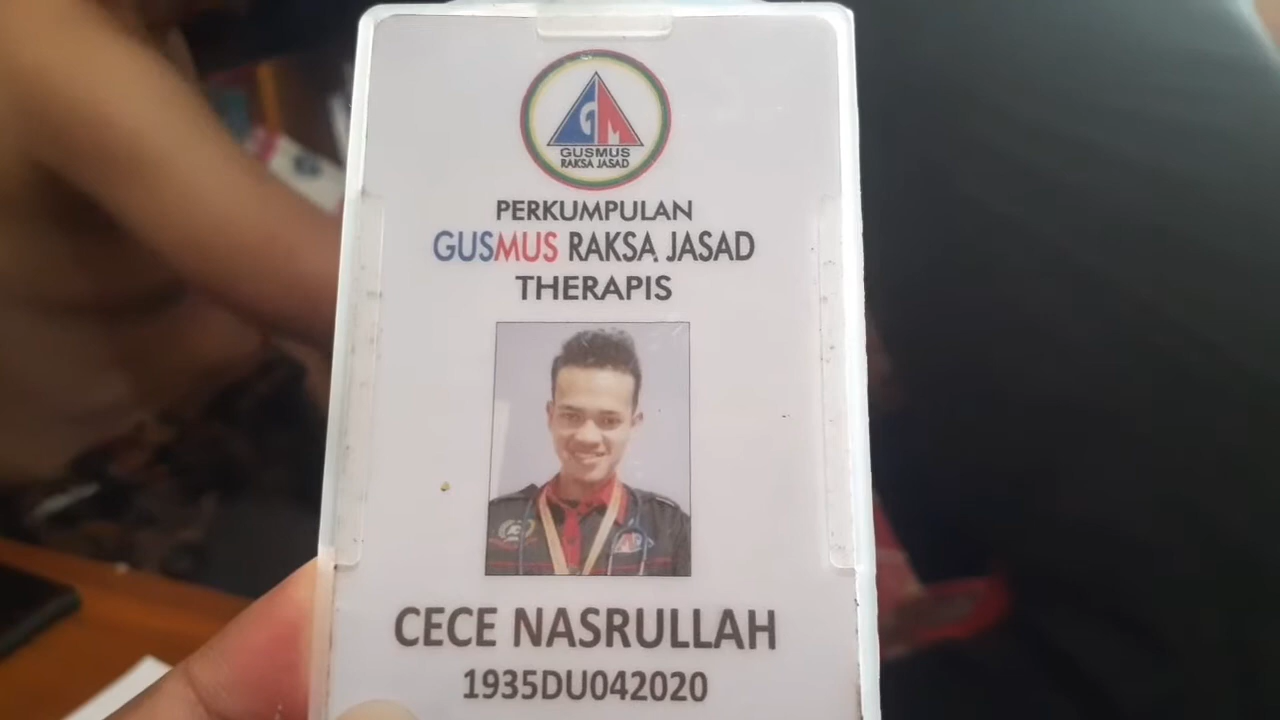 GM
GUSMUS
RAKSA JASAD
PERKUMPULAN
GUSMUS RAKSA JASAD
THERAPIS
CECE NASRULLAH
1935DU042020